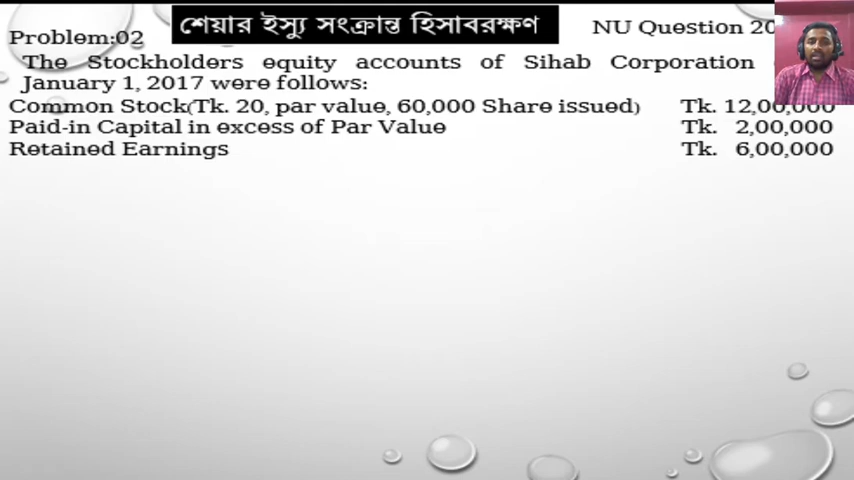 শেয়ার ইস্যু সংক্রান্ত হিসাবরক্ষণ
Problem:02 NU Question 20
The Stockholders equity accounts of Sihab Corporation
January 1, 2017 were follows:
Common Stock(Tk. 20, par value, 60,000 Share issued) Tk. 12,00,000
Paid-in Capital in excess of Par Value Tk. 2,00,000
Retained Earnings Tk. 6,00,000